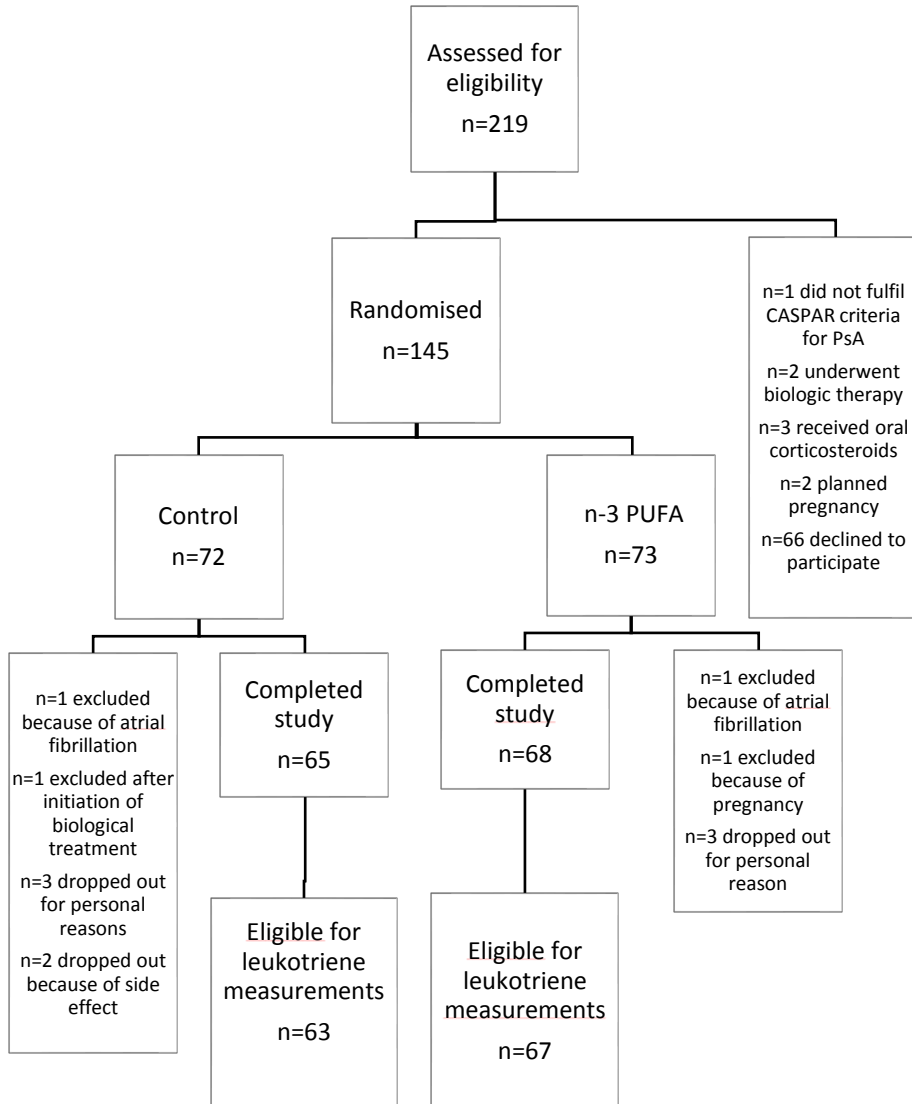 Assessed for
eligibility
n=219
Randomised
n=145
n=1 did not fulfil
CASPAR criteria
for PsA
n=2 underwent
biologic therapy
n=3 received oral
corticosteroids
n=2 planned
pregnancy
n=66 declined to
participate
Control
n=72
n-3 PUFA
n=73
n=1 excluded
because of atrial
fibrillation
n=1 excluded after
initiation of
biological
treatment
n=3 dropped out
for personal
reasons
n=2 dropped out
because of side
effect
Completed
study
n=65
Completed
study
n=68
n=1 excluded
because of atrial
fibrillation
n=1 excluded
because of
pregnancy
n=3 dropped out
for personal
reason
Eligible for
leukotriene
measurements
n=63
Eligible for
leukotriene
measurements
n=67